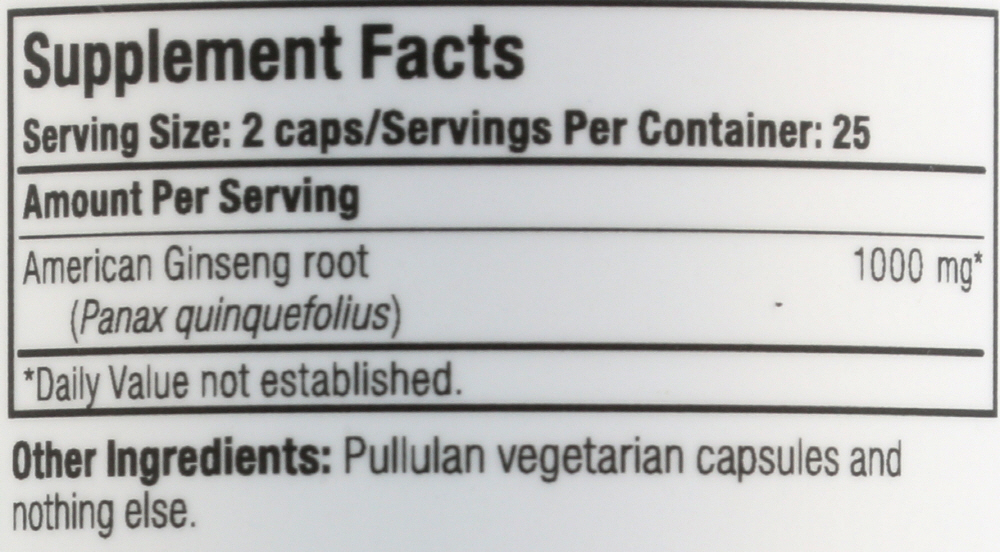 Supplement Facts
Serving Size: 2 caps/Servings Per Container: 25
Amount Per Serving
American Ginseng root 1000 mg*
(Panax quinquefolius)
*Daily Value not established.
Other Ingredients: Pullulan vegetarian capsules and
nothing else.